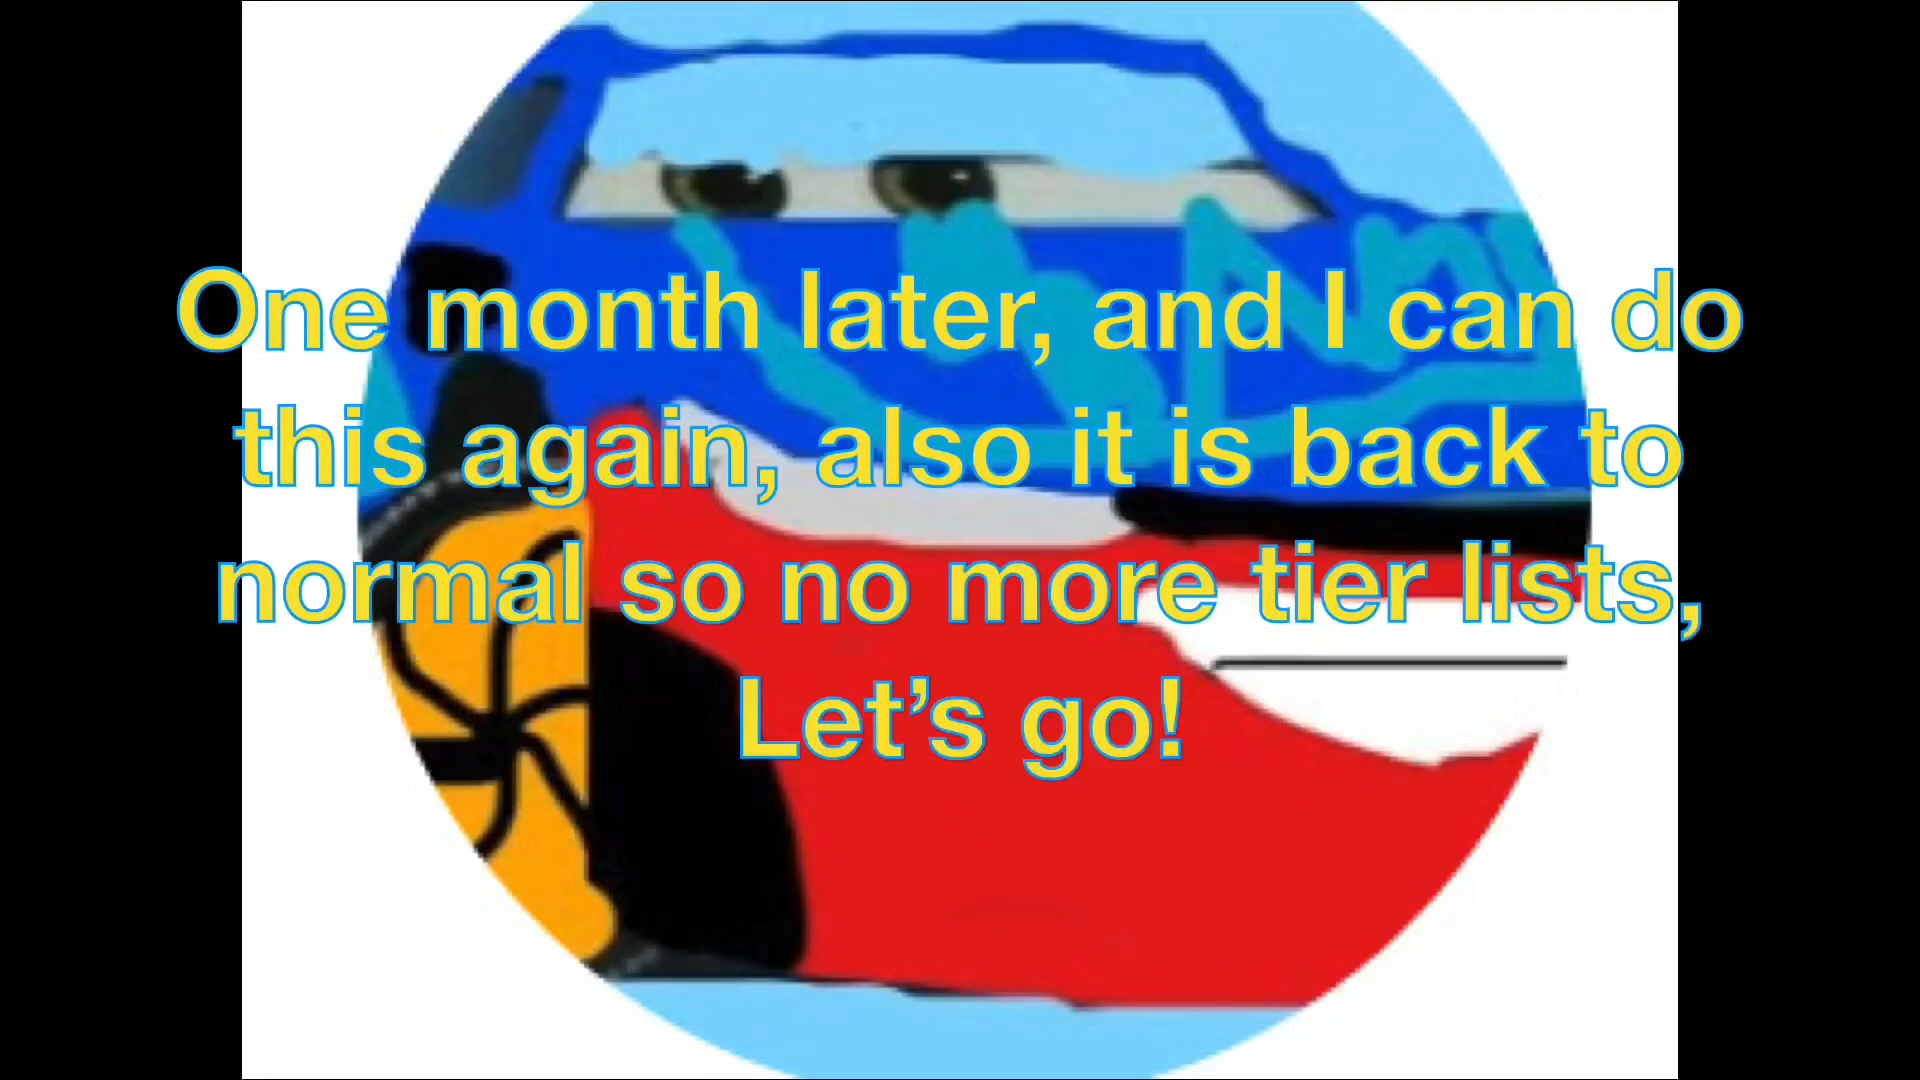 One month later, and I can do
this again, also it is back to
normal so no more tier lists,
Let’s go!